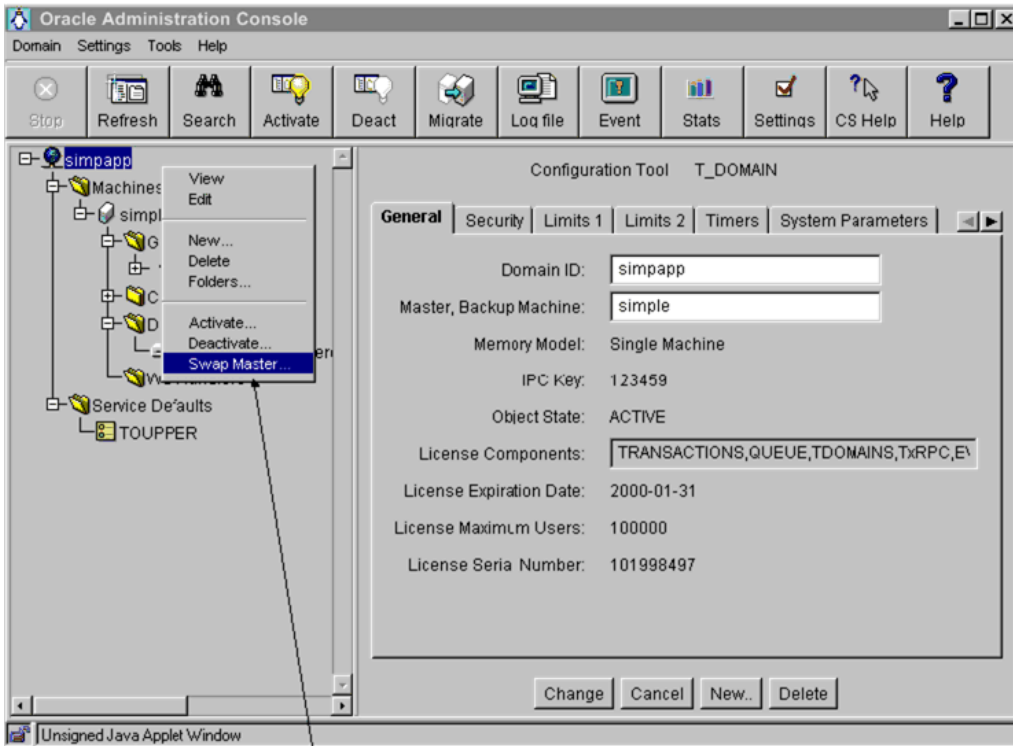 Oracle Administration Console
Domain Settings Tools Help
Stop Refresh Search Activate Deact Migrate Log file Event Stats Settings CS Help Help
simpapp
Machines
simpl
G
C
D
Service Defaults
TOUPPER
View
Edit
New...
Delete
Folders...
Activate...
Deactivate...
Swap Master...
Configuration Tool T_DOMAIN
General Security Limits 1 Limits 2 Timers System Parameters
Domain ID: simpapp
Master, Backup Machine: simple
Memory Model: Single Machine
IPC Key: 123459
Object State: ACTIVE
License Components: TRANSACTIONS,QUEUE,TDOMAINS,TxRPC,E\
License Expiration Date: 2000-01-31
License Maximum Users: 100000
License Seria Number: 101998497
Change Cancel New.. Delete
Unsigned Java Applet Window